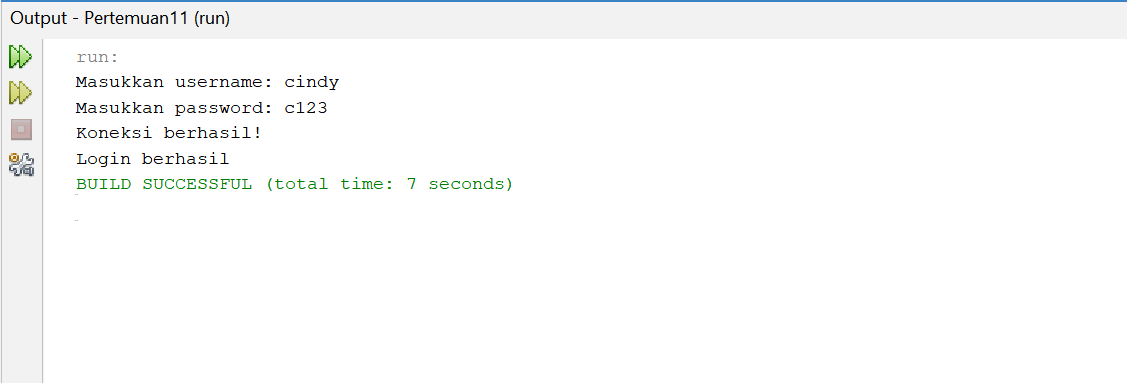 Output - Pertemuan11 (run)
run:
Masukkan username: cindy
Masukkan password: c123
Koneksi berhasil!
Login berhasil
BUILD SUCCESSFUL (total time: 7 seconds)